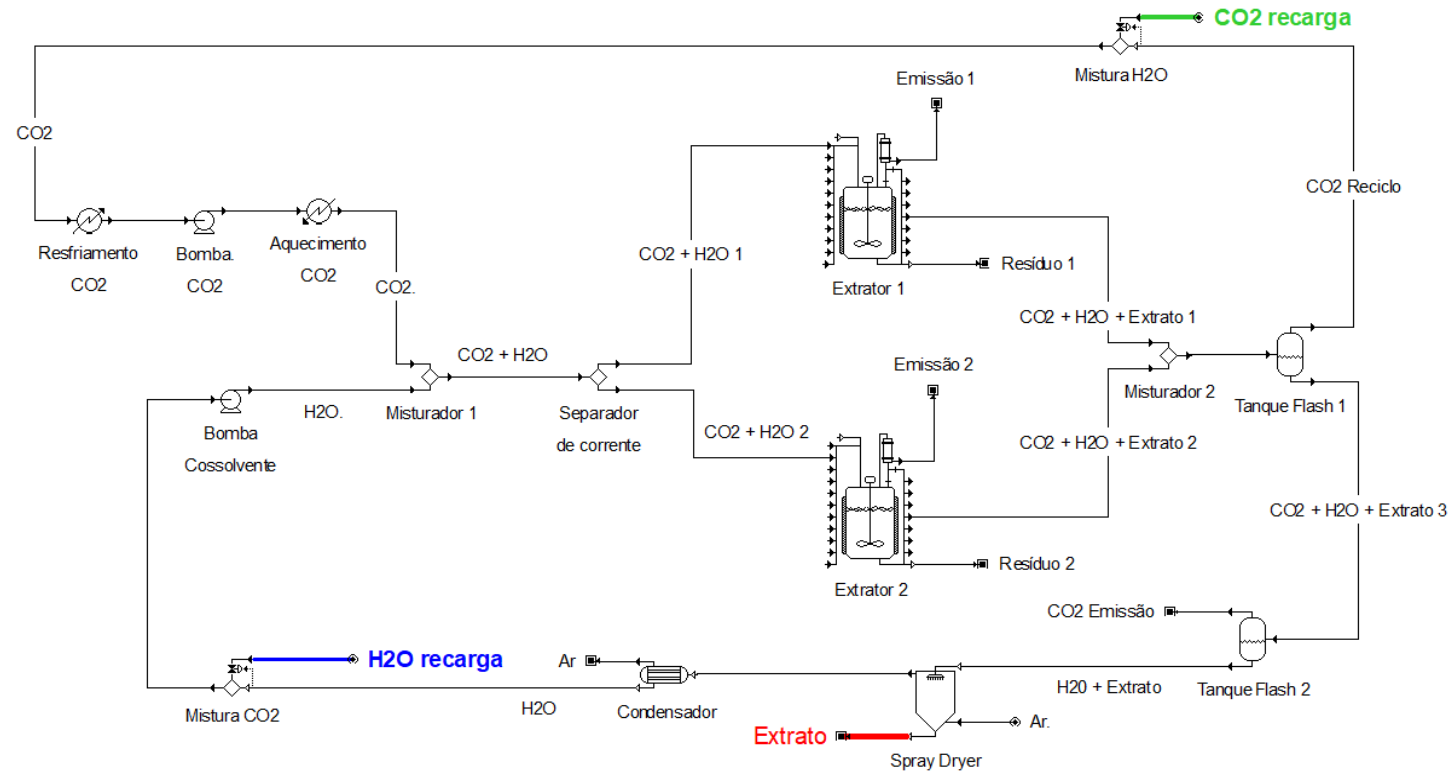 CO2 recarga
Mistura H2O
Emissão 1
CO2
CO2 Reciclo
Resfriamento
CO2
Bomba.
CO2
Aquecimento
CO2
CO2.
CO2 + H2O 1
Resíduo 1
Extrator 1
CO2 + H2O + Extrato 1
CO2 + H2O
Emissão 2
Misturador 2
Tanque Flash 1
H2O.
Misturador 1
Separador
de corrente
Bomba
Cossolvente
CO2 + H2O 2
CO2 + H2O + Extrato 2
CO2 + H2O + Extrato 3
Resíduo 2
Extrator 2
CO2 Emissão
H2O recarga
Ar
H20 + Extrato
Tanque Flash 2
Mistura CO2
H2O
Condensador
Extrato
Ar.
Spray Dryer